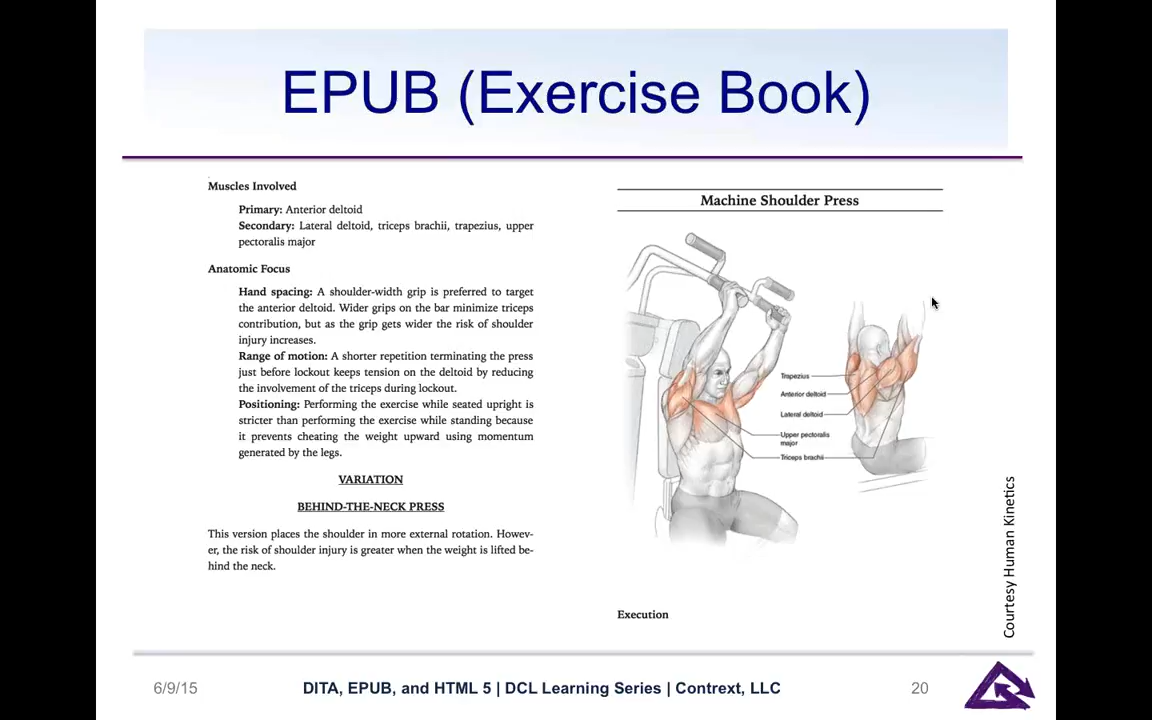 EPUB (Exercise Book)
Muscles Involved
Primary: Anterior deltoid
Secondary: Lateral deltoid, triceps brachii, trapezius, upper
pectoralis major
Anatomic Focus
Hand spacing: A shoulder-width grip is preferred to target
the anterior deltoid. Wider grips on the bar minimize triceps
contribution, but as the grip gets wider the risk of shoulder
injury increases.
Range of motion: A shorter repetition terminating the press
just before lockout keeps tension on the deltoid by reducing
the involvement of the triceps during lockout.
Positioning: Performing the exercise while seated upright is
stricter than performing the exercise while standing because
it prevents cheating the weight upward using momentum
generated by the legs.
VARIATION
BEHIND-THE-NECK PRESS
This version places the shoulder in more external rotation. Howev-
er, the risk of shoulder injury is greater when the weight is lifted be-
hind the neck.
Machine Shoulder Press
Trapezius
Anterior deltoid
Lateral deltoid
Upper pectoralis
major
Triceps brachii
Execution
Courtesy Human Kinetics
6/9/15
DITA, EPUB, and HTML 5 | DCL Learning Series | Contrext, LLC
20